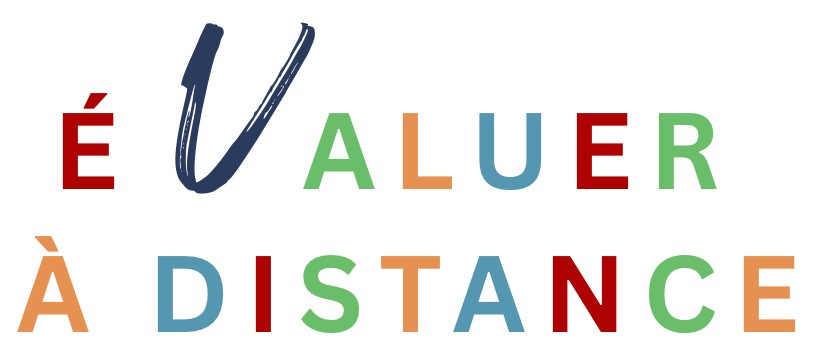 ÉVALUER
À DISTANCE